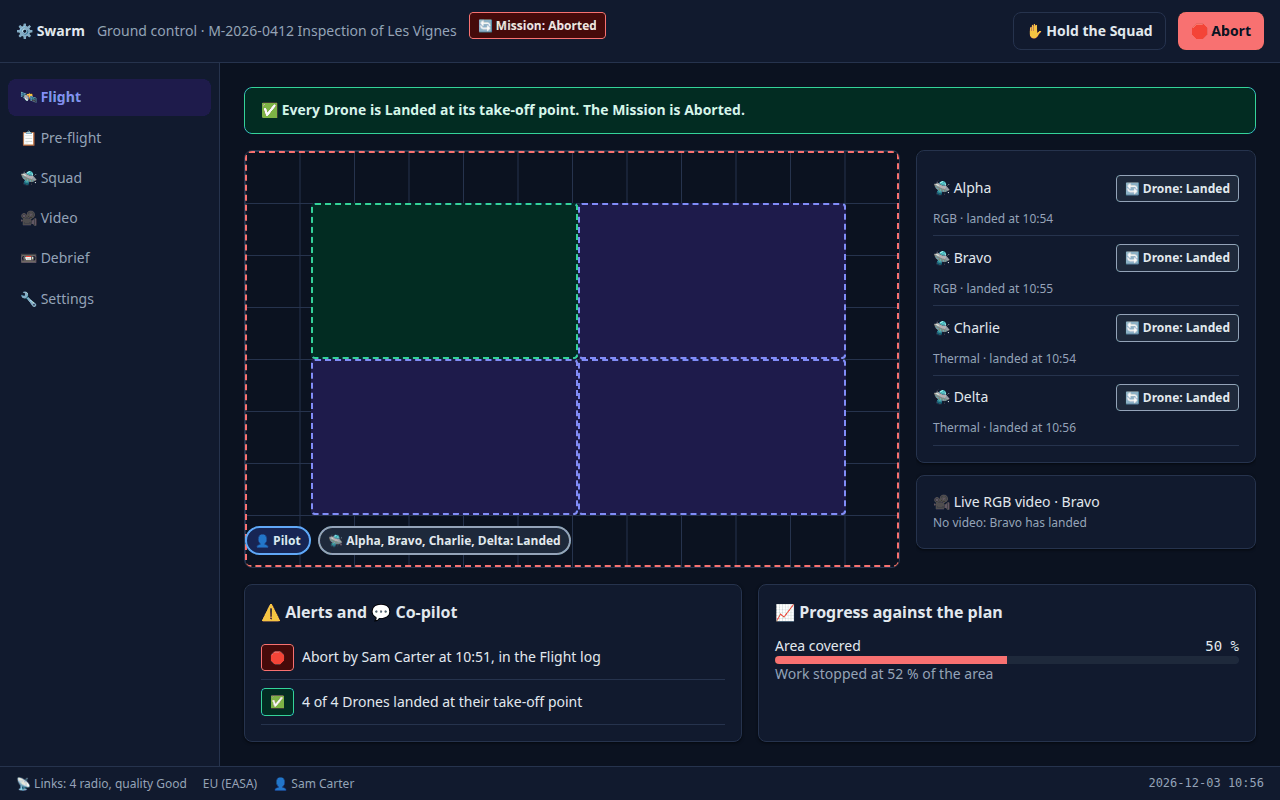 ⚙️ Swarm Ground control · M-2026-0412 Inspection of Les Vignes 🔄 Mission: Aborted ✋ Hold the Squad 🛑 Abort
🛰️ Flight
📋 Pre-flight
🛸 Squad
🎥 Video
📼 Debrief
🔧 Settings
✅ Every Drone is Landed at its take-off point. The Mission is Aborted.
👤 Pilot 🛸 Alpha, Bravo, Charlie, Delta: Landed
🛸 Alpha 🔄 Drone: Landed
RGB · landed at 10:54
🛸 Bravo 🔄 Drone: Landed
RGB · landed at 10:55
🛸 Charlie 🔄 Drone: Landed
Thermal · landed at 10:54
🛸 Delta 🔄 Drone: Landed
Thermal · landed at 10:56
🎥 Live RGB video · Bravo
No video: Bravo has landed
⚠️ Alerts and 💬 Co-pilot
🛑 Abort by Sam Carter at 10:51, in the Flight log
✅ 4 of 4 Drones landed at their take-off point
📈 Progress against the plan
Area covered 50 %
Work stopped at 52 % of the area
📡 Links: 4 radio, quality Good EU (EASA) 👤 Sam Carter 2026-12-03 10:56